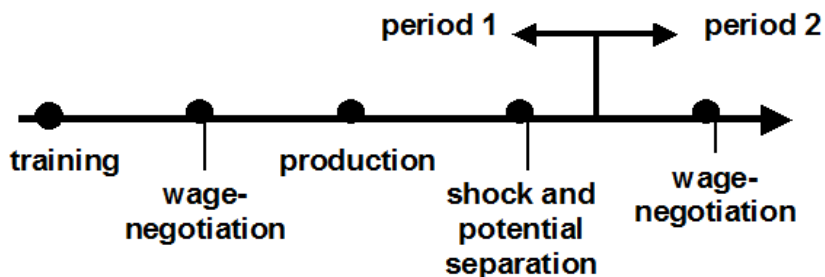 period 1 period 2
training
wage-
negotiation
production
shock and
potential
separation
wage-
negotiation